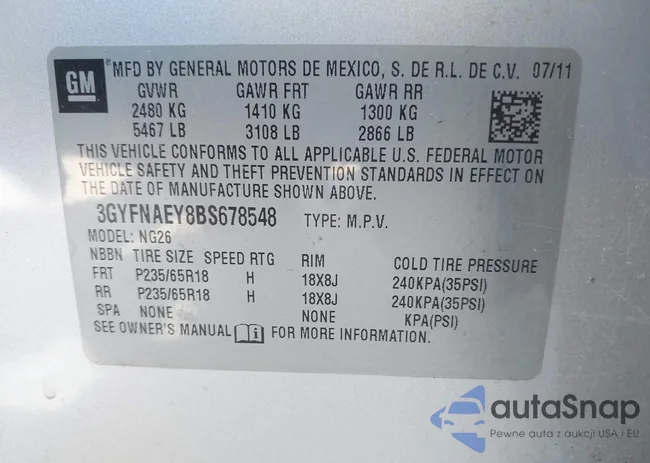 GM ® MFD BY GENERAL MOTORS DE MEXICO, S. DE R.L. DE C.V. 07/11
GVWR GAWR FRT GAWR RR
2480 KG 1410 KG 1300 KG
5467 LB 3108 LB 2866 LB
THIS VEHICLE CONFORMS TO ALL APPLICABLE U.S. FEDERAL MOTOR
VEHICLE SAFETY AND THEFT PREVENTION STANDARDS IN EFFECT ON
THE DATE OF MANUFACTURE SHOWN ABOVE.
3GYFNAEY8BS678548 TYPE: M.P.V.
MODEL: NG26
NBBN TIRE SIZE SPEED RTG RIM COLD TIRE PRESSURE
FRT P235/65R18 H 18X8J 240KPA(35PSI)
RR P235/65R18 H 18X8J 240KPA(35PSI)
SPA NONE NONE KPA(PSI)
SEE OWNER'S MANUAL i FOR MORE INFORMATION.
autaSnap
Pewne auta z aukcji USA i EU